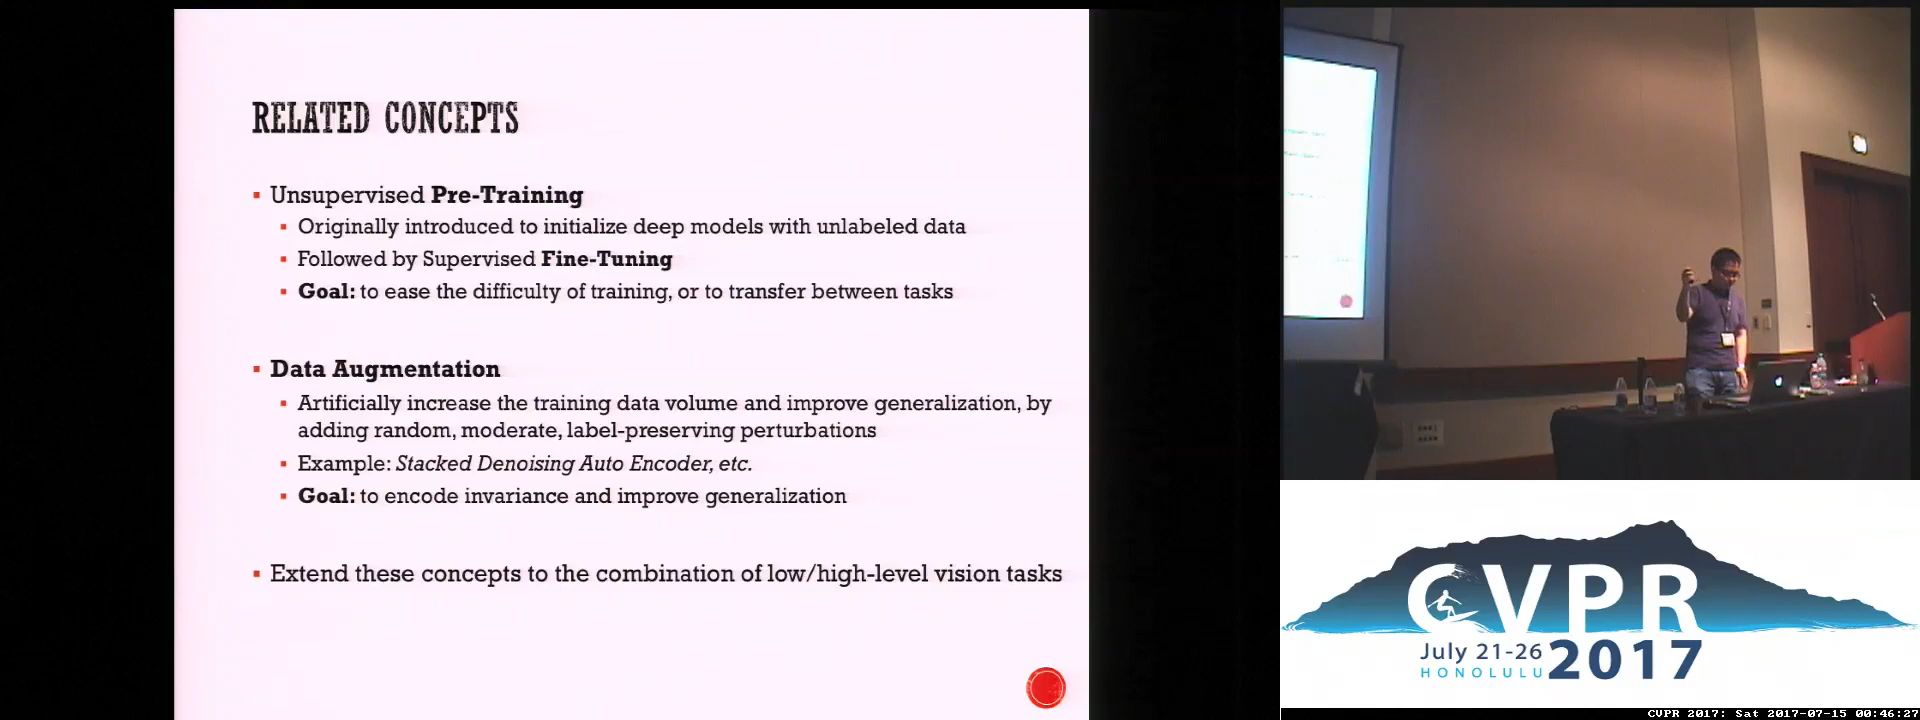 RELATED CONCEPTS
Unsupervised Pre-Training
Originally introduced to initialize deep models with unlabeled data
Followed by Supervised Fine-Tuning
Goal: to ease the difficulty of training, or to transfer between tasks
Data Augmentation
Artificially increase the training data volume and improve generalization, by
adding random, moderate, label-preserving perturbations
Example: Stacked Denoising Auto Encoder, etc.
Goal: to encode invariance and improve generalization
Extend these concepts to the combination of low/high-level vision tasks
CVPR
July 21-26
HONOLULU
2017
CVPR 2017: Sat 2017-07-15 00:46:27